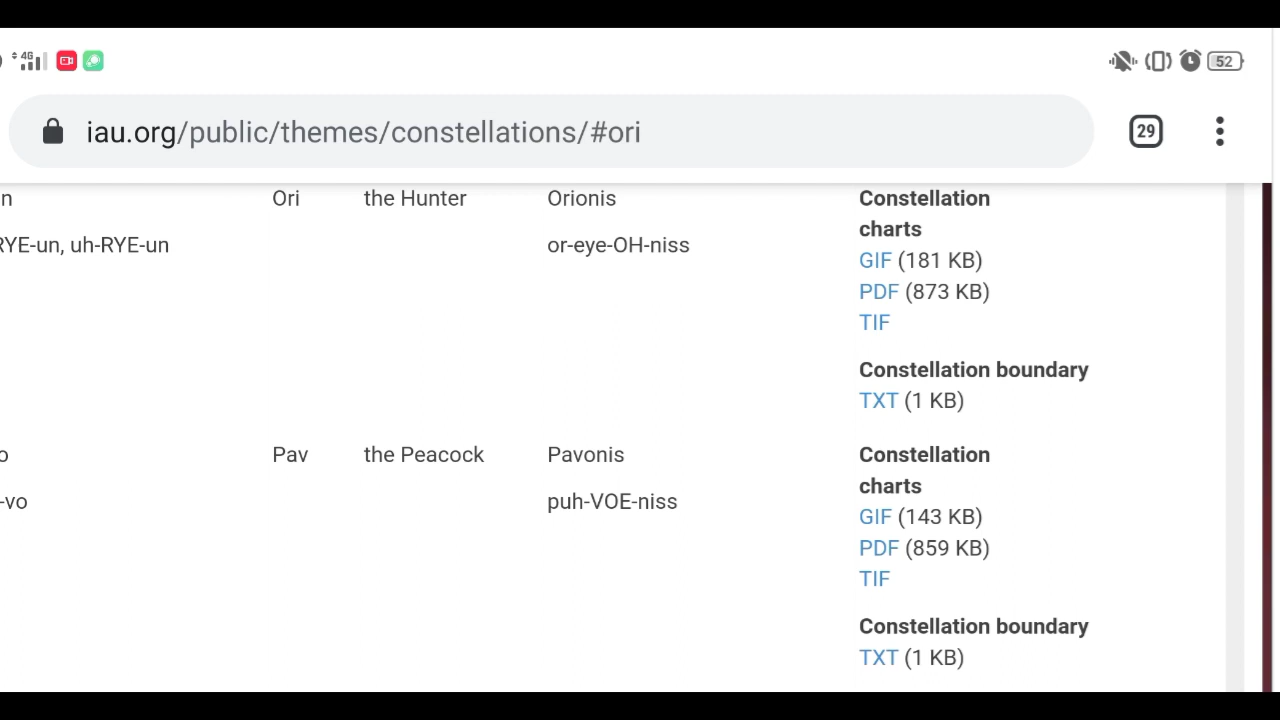 4G
52
iau.org/public/themes/constellations/#ori
29
n Ori the Hunter Orionis Constellation
charts
RYE-un, uh-RYE-un or-eye-OH-niss
GIF (181 KB)
PDF (873 KB)
TIF
Constellation boundary
TXT (1 KB)
o Pav the Peacock Pavonis Constellation
charts
-vo puh-VOE-niss
GIF (143 KB)
PDF (859 KB)
TIF
Constellation boundary
TXT (1 KB)